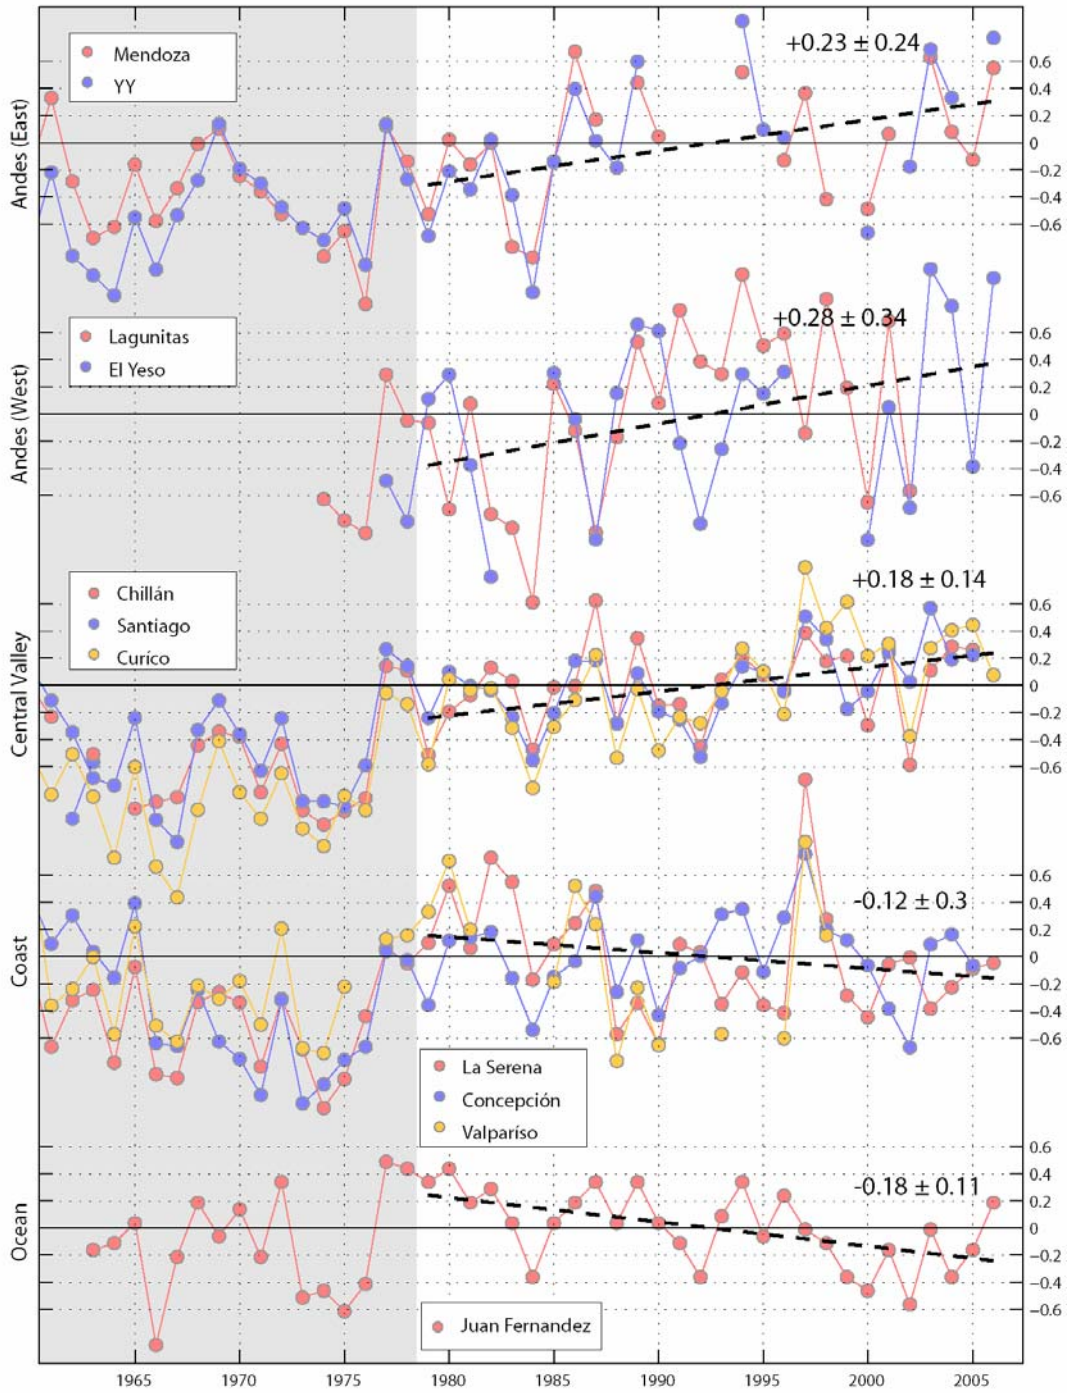 Mendoza
YY
+0.23 ± 0.24
Andes (East)
0.6
0.4
0.2
0
−0.2
−0.4
−0.6
Lagunitas
El Yeso
+0.28 ± 0.34
Andes (West)
0.6
0.4
0.2
0
−0.2
−0.4
−0.6
Chillán
Santiago
Curíco
+0.18 ± 0.14
Central Valley
0.6
0.4
0.2
0
−0.2
−0.4
−0.6
-0.12 ± 0.3
Coast
0.6
0.4
0.2
0
−0.2
−0.4
−0.6
La Serena
Concepción
Valparíso
-0.18 ± 0.11
Ocean
0.6
0.4
0.2
0
−0.2
−0.4
−0.6
Juan Fernandez
1965 1970 1975 1980 1985 1990 1995 2000 2005